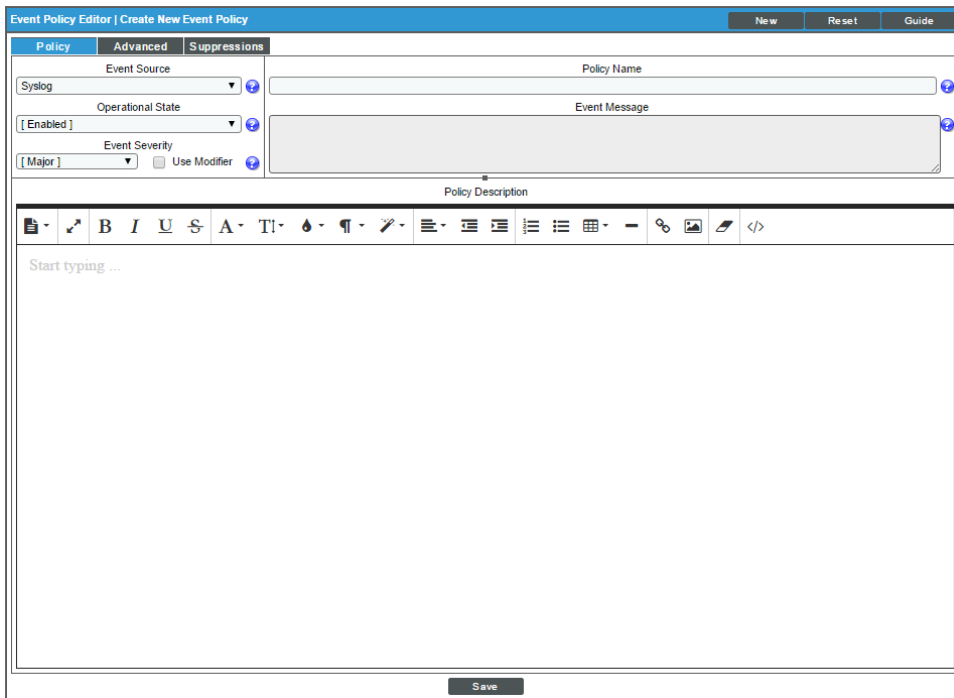 Event Policy Editor | Create New Event Policy New Reset Guide
Policy Advanced Suppressions
Event Source
Syslog
Operational State
[ Enabled ]
Event Severity
[ Major ] Use Modifier
Policy Name
Event Message
Policy Description
B I U S A T
Start typing ...
Save